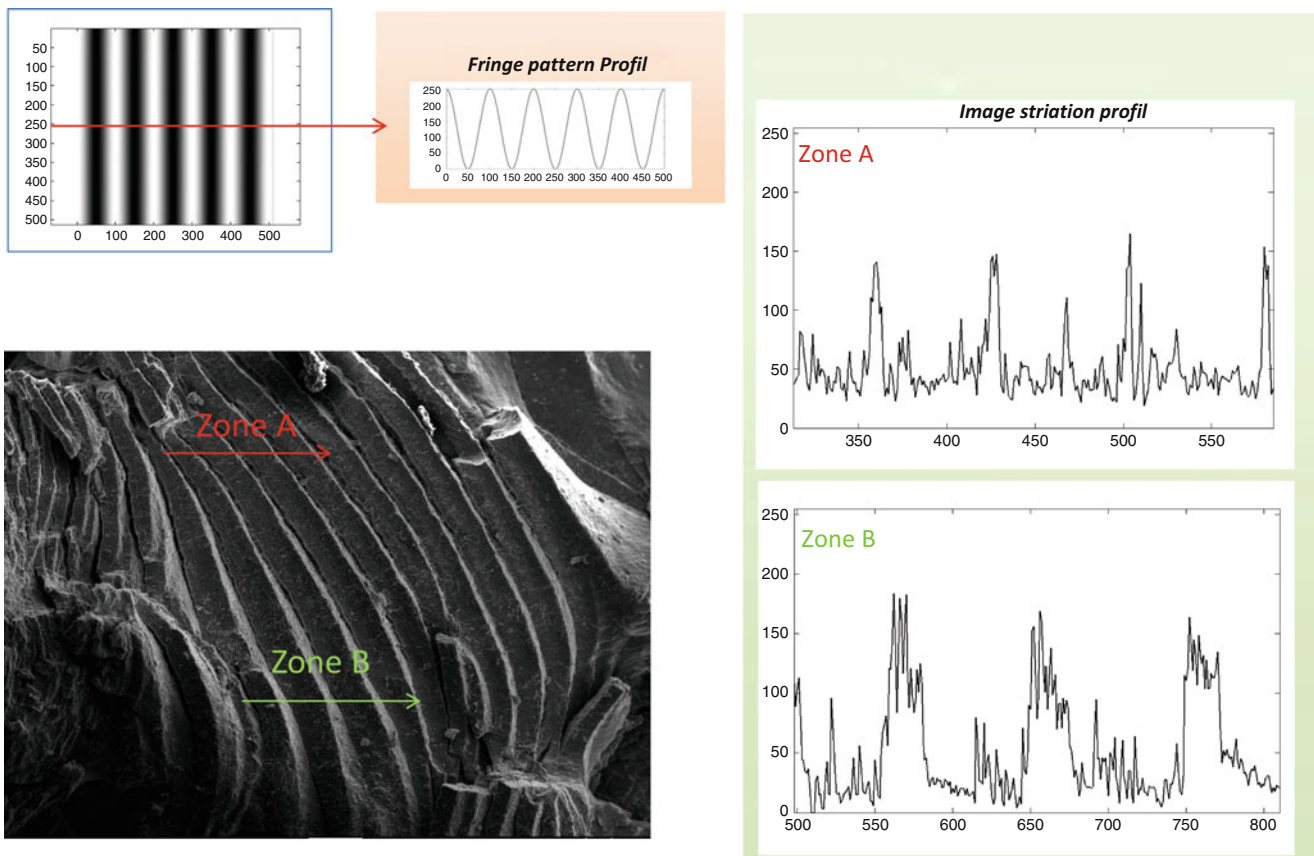 50
100
150
200
250
300
350
400
450
500
0 100 200 300 400 500
Fringe pattern Profil
250
200
150
100
50
0
0 50 100 150 200 250 300 350 400 450 500
Image striation profil
Zone A
250
200
150
100
50
0
350 400 450 500 550
Zone A
Zone B
Zone B
250
200
150
100
50
0
500 550 600 650 700 750 800